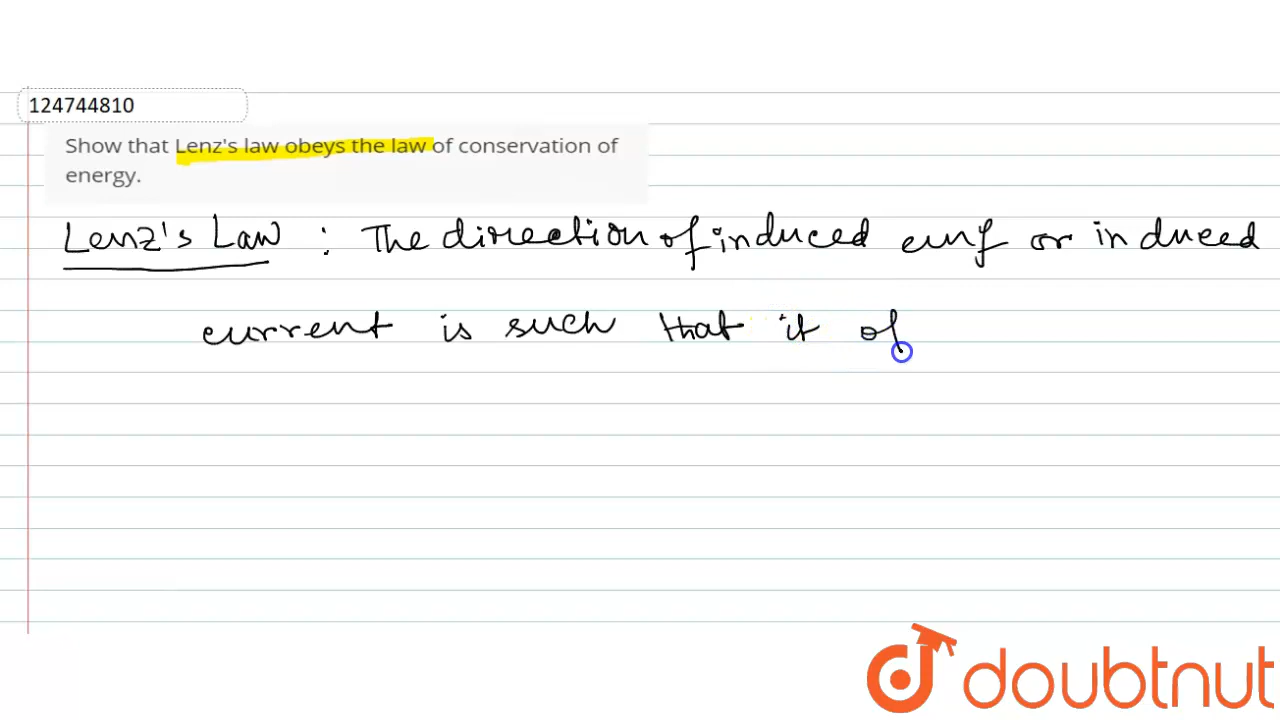 124744810
Show that Lenz's law obeys the law of conservation of
energy.
Lenz's Law : The direction of induced emf or induced
current is such that it of
doubtnut